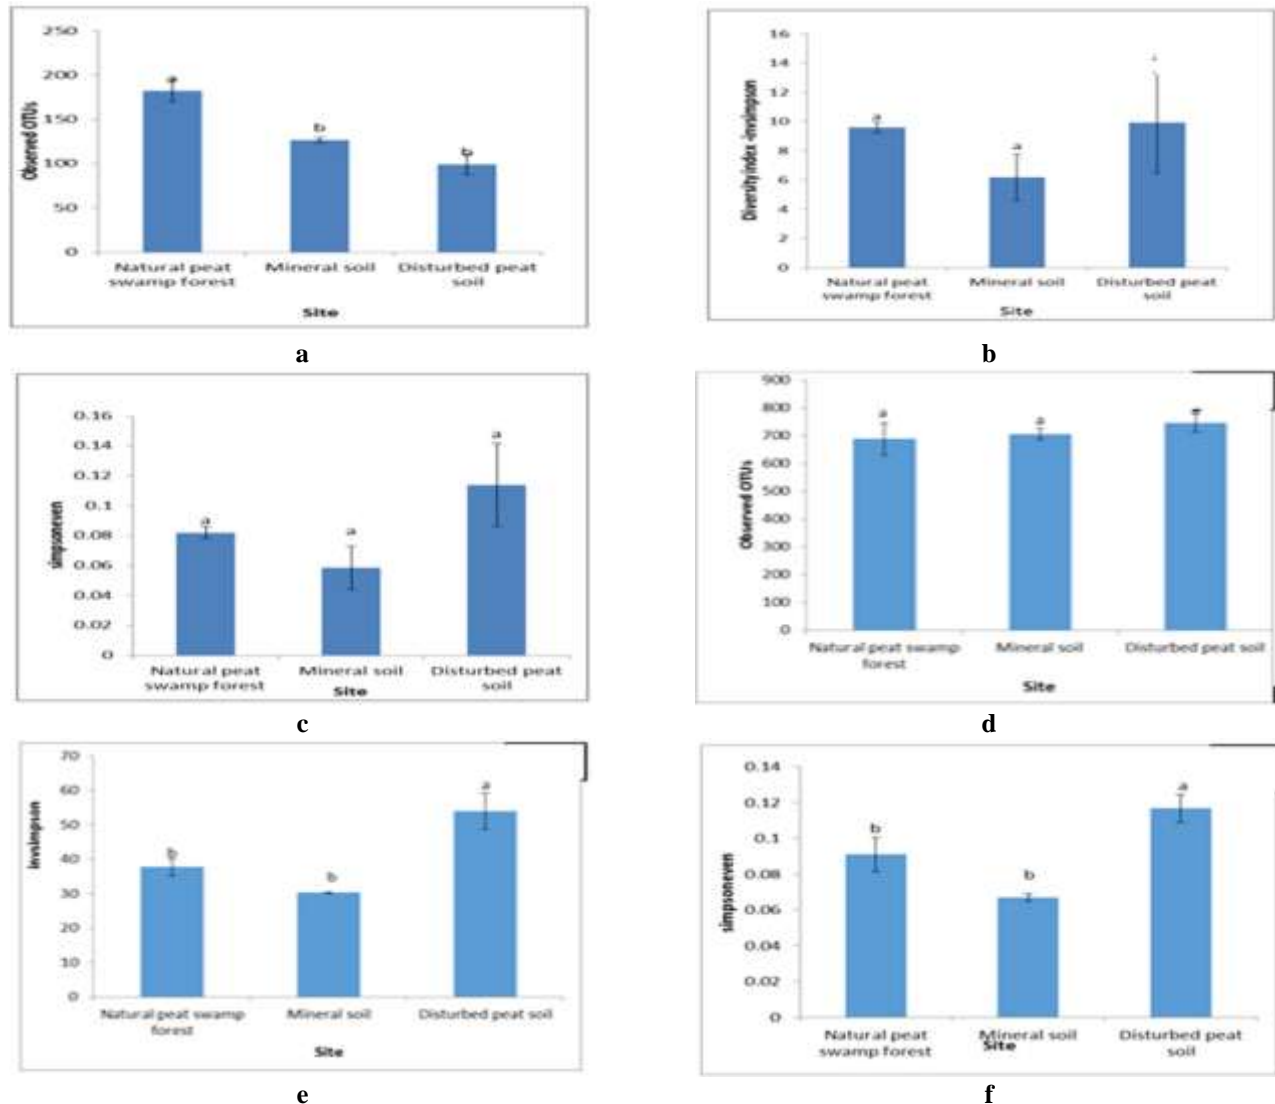 250
200
150
100
50
0
Observed OTUs
a
b
b
Natural peat
swamp forest
Mineral soil
Disturbed peat
soil
Site
a
16
14
12
10
8
6
4
2
0
Diversity index -invsimpson
a
a
Natural peat
swamp forest
Mineral soil
Disturbed peat
soil
Site
b
0.16
0.14
0.12
0.1
0.08
0.06
0.04
0.02
0
simpsoneven
a
a
a
Natural peat
swamp forest
Mineral soil
Disturbed peat
soil
Site
c
900
800
700
600
500
400
300
200
100
0
Observed OTUs
a
a
a
Natural peat swamp
forest
Mineral soil
Disturbed peat soil
Site
d
70
60
50
40
30
20
10
0
invsimpson
b
b
a
Natural peat swamp
forest
Mineral soil
Disturbed peat soil
Site
e
0.14
0.12
0.1
0.08
0.06
0.04
0.02
0
simpsoneven
b
b
a
Natural peat
swamp forest
Mineral soil
Disturbed peat
soil
Site
f